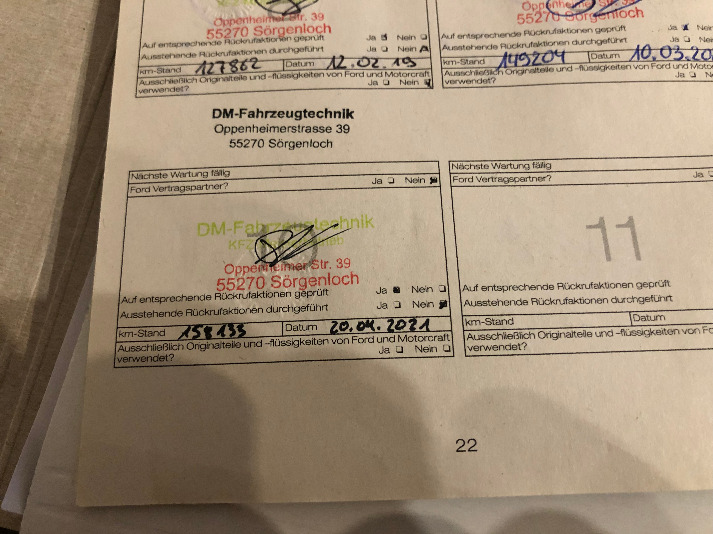 Oppenheimer Str. 39
55270 Sörgenloch
Auf entsprechende Rückrufaktionen geprüft Ja Nein
Ausstehende Rückrufaktionen durchgeführt Ja Nein
km-Stand 127862 Datum 12.02.19
Ausschließlich Originalteile und -flüssigkeiten von Ford und Motorcraft
verwendet? Ja Nein
55270 Sörgenloch
Auf entsprechende Rückrufaktionen geprüft Ja
Ausstehende Rückrufaktionen durchgeführt Ja
km-Stand 149204 Datum 10.03.20
Ausschließlich Originalteile und -flüssigkeiten von Ford und
verwendet? Ja
DM-Fahrzeugtechnik
Oppenheimerstrasse 39
55270 Sörgenloch
Nächste Wartung fällig
Ford Vertragspartner? Ja Nein
DM-Fahrzeugtechnik
Oppenheimer Str. 39
55270 Sörgenloch
Auf entsprechende Rückrufaktionen geprüft Ja Nein
Ausstehende Rückrufaktionen durchgeführt Ja Nein
km-Stand 158133 Datum 20.04.2021
Ausschließlich Originalteile und -flüssigkeiten von Ford und Motorcraft
verwendet? Ja Nein
Nächste Wartung fällig
Ford Vertragspartner? Ja
11
Auf entsprechende Rückrufaktionen geprüft
Ausstehende Rückrufaktionen durchgeführt
km-Stand Datum
Ausschließlich Originalteile und -flüssigkeiten von
verwendet?
22